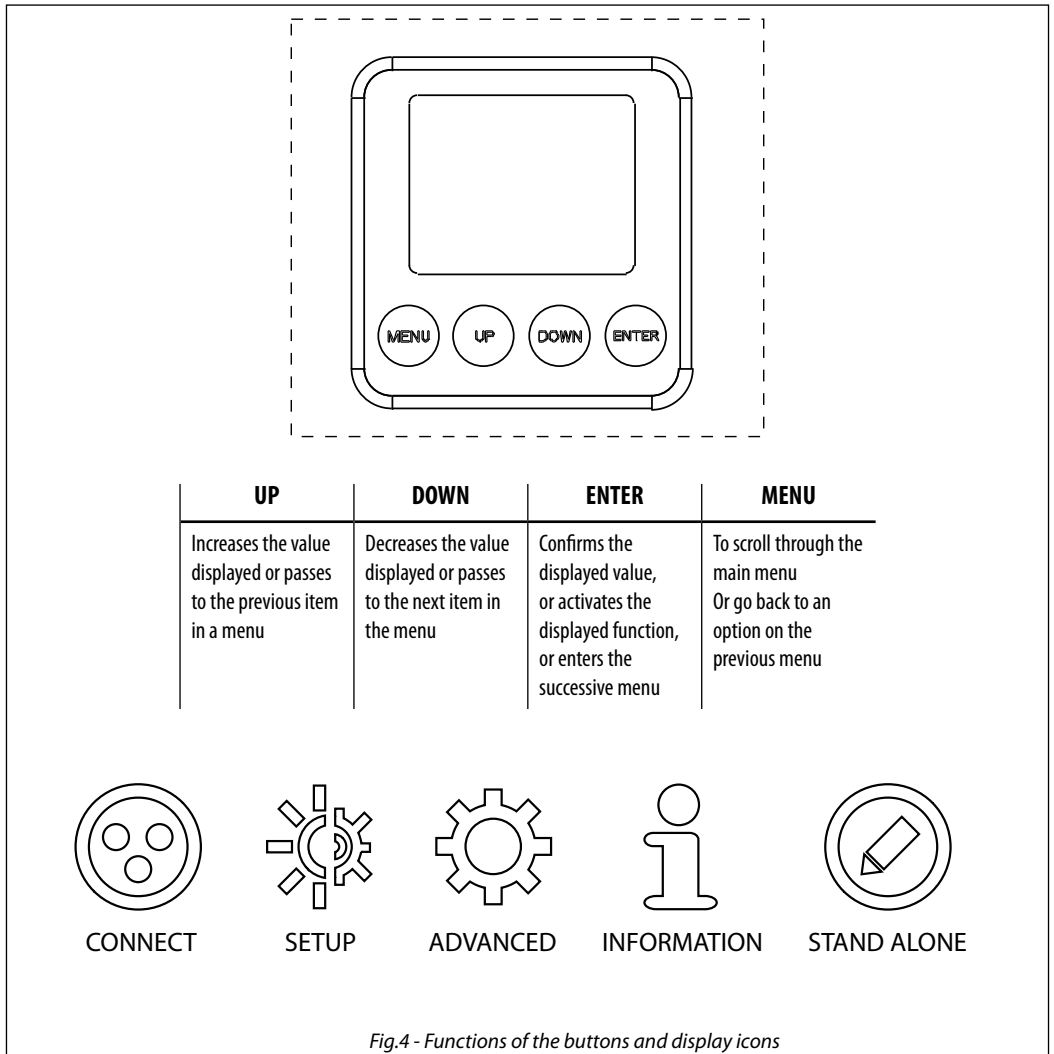 MENU UP DOWN ENTER
UP DOWN ENTER MENU
Increases the value
displayed or passes
to the previous item
in a menu
Decreases the value
displayed or passes
to the next item in
the menu
Confirms the
displayed value,
or activates the
displayed function,
or enters the
successive menu
To scroll through the
main menu
Or go back to an
option on the
previous menu
CONNECT SETUP ADVANCED INFORMATION STAND ALONE
Fig.4 - Functions of the buttons and display icons